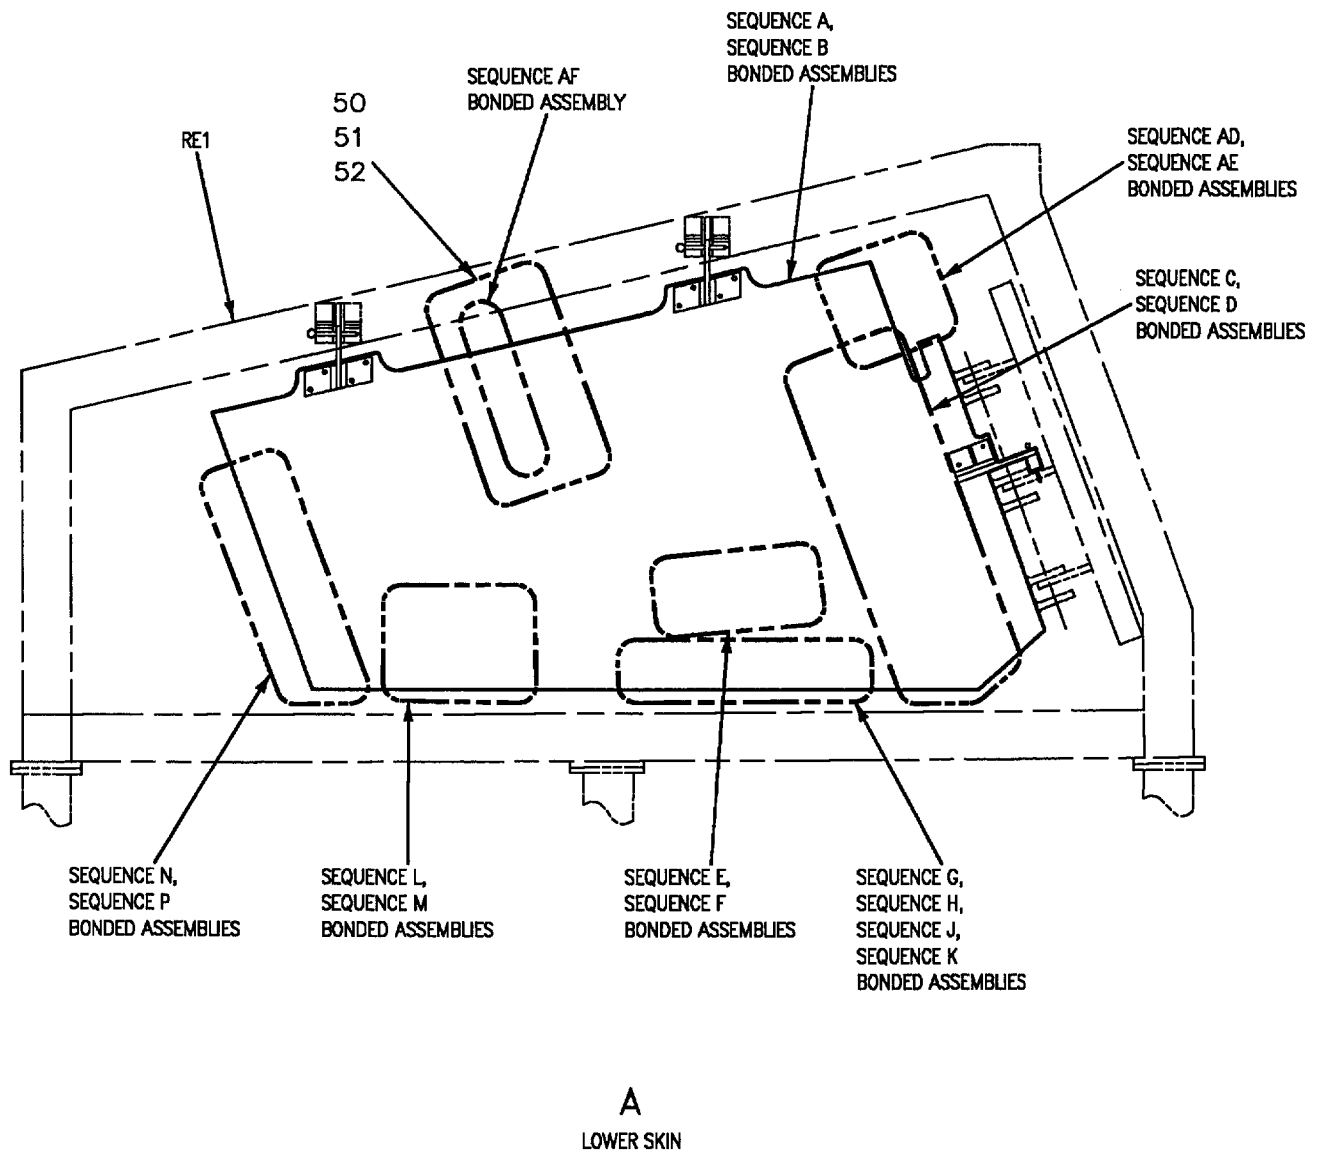 SEQUENCE A,
SEQUENCE B
BONDED ASSEMBLIES
SEQUENCE AF
BONDED ASSEMBLY
50
51
52
RE1
SEQUENCE AD,
SEQUENCE AE
BONDED ASSEMBLIES
SEQUENCE C,
SEQUENCE D
BONDED ASSEMBLIES
SEQUENCE N,
SEQUENCE P
BONDED ASSEMBLIES
SEQUENCE L,
SEQUENCE M
BONDED ASSEMBLIES
SEQUENCE E,
SEQUENCE F
BONDED ASSEMBLIES
SEQUENCE G,
SEQUENCE H,
SEQUENCE J,
SEQUENCE K
BONDED ASSEMBLIES
A
LOWER SKIN